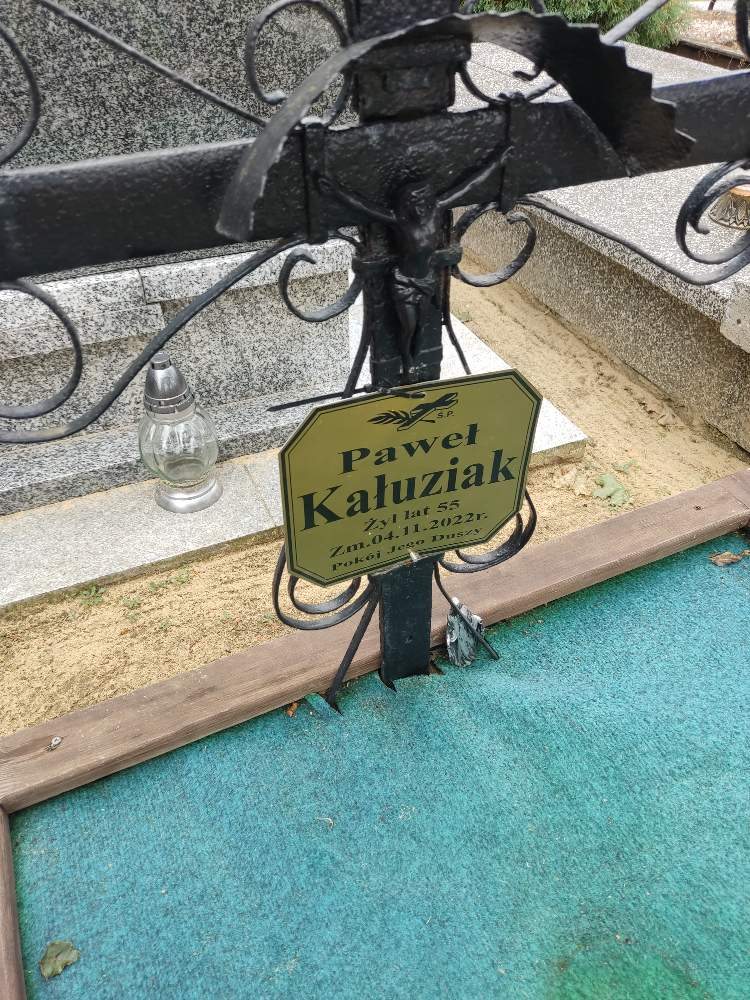 Ś.P.
Paweł
Kałuziak
Żył lat 55
Zm.04.11.2022r.
Pokój Jego Duszy